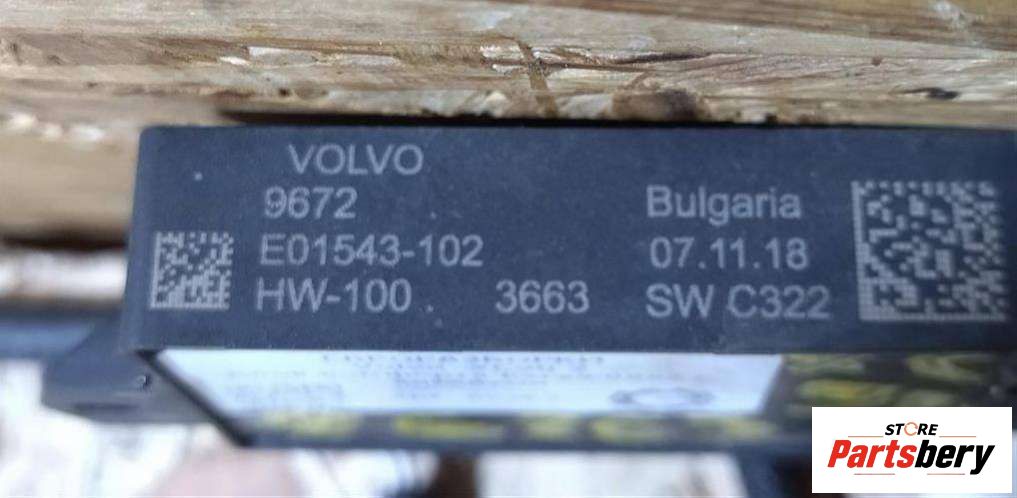 VOLVO
9672
E01543-102
HW-100 3663
Bulgaria
07.11.18
SW C322
STORE
Partsbery